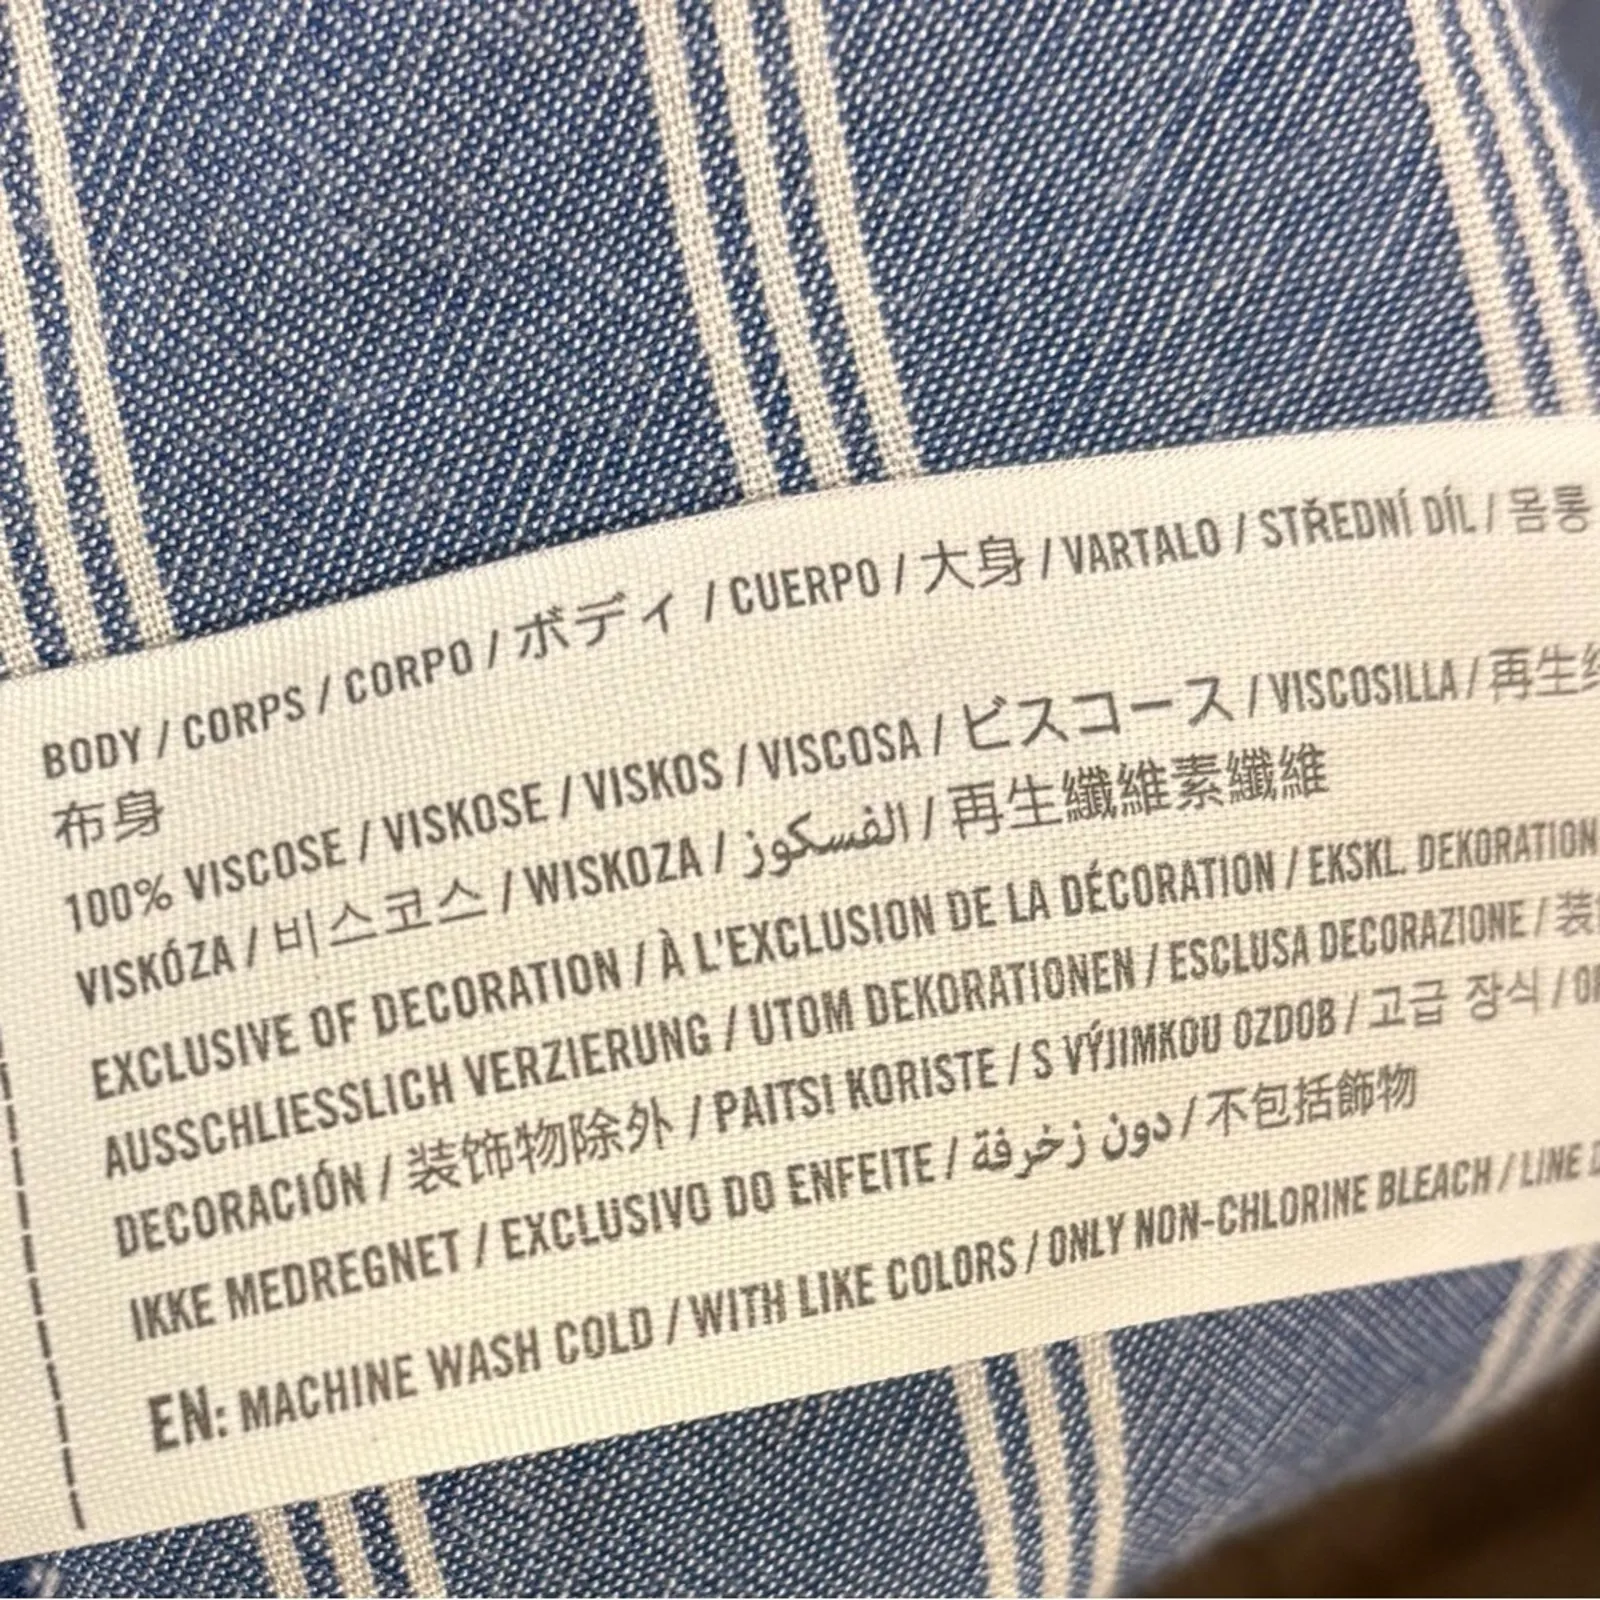 BODY / CORPS / CORPO / ボディ / CUERPO / 大身 / VARTALO / STŘEDNÍ DÍL / 몸통
布身
100% VISCOSE / VISKOSE / VISKOS / VISCOSA / ビスコース / VISCOSILLA / 再生
VISKÓZA / 비스코스 / WISKOZA / الفسكوز / 再生纖維素纖維
EXCLUSIVE OF DECORATION / À L'EXCLUSION DE LA DÉCORATION / EKSKL. DEKORATION
AUSSCHLIESSLICH VERZIERUNG / UTOM DEKORATIONEN / ESCLUSA DECORAZIONE /
DECORACIÓN / 装饰物除外 / PAITSI KORISTE / S VÝJIMKOU OZDOB / 고급 장식 /
IKKE MEDREGNET / EXCLUSIVO DO ENFEITE / دون زخرفة / 不包括飾物
EN: MACHINE WASH COLD / WITH LIKE COLORS / ONLY NON-CHLORINE BLEACH / LINE